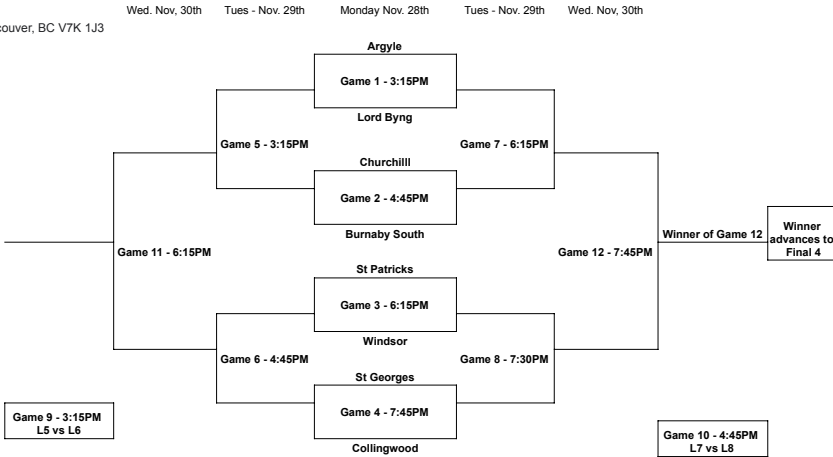 Wed. Nov, 30th Tues - Nov. 29th Monday Nov. 28th Tues - Nov. 29th Wed. Nov, 30th
couver, BC V7K 1J3
Argyle
Game 1 - 3:15PM
Lord Byng
Game 5 - 3:15PM Game 7 - 6:15PM
Churchilll
Game 2 - 4:45PM
Burnaby South
Winner of Game 12
Winner
advances to
Final 4
Game 11 - 6:15PM Game 12 - 7:45PM
St Patricks
Game 3 - 6:15PM
Windsor
Game 6 - 4:45PM Game 8 - 7:30PM
St Georges
Game 4 - 7:45PM
Collingwood
Game 9 - 3:15PM
L5 vs L6
Game 10 - 4:45PM
L7 vs L8